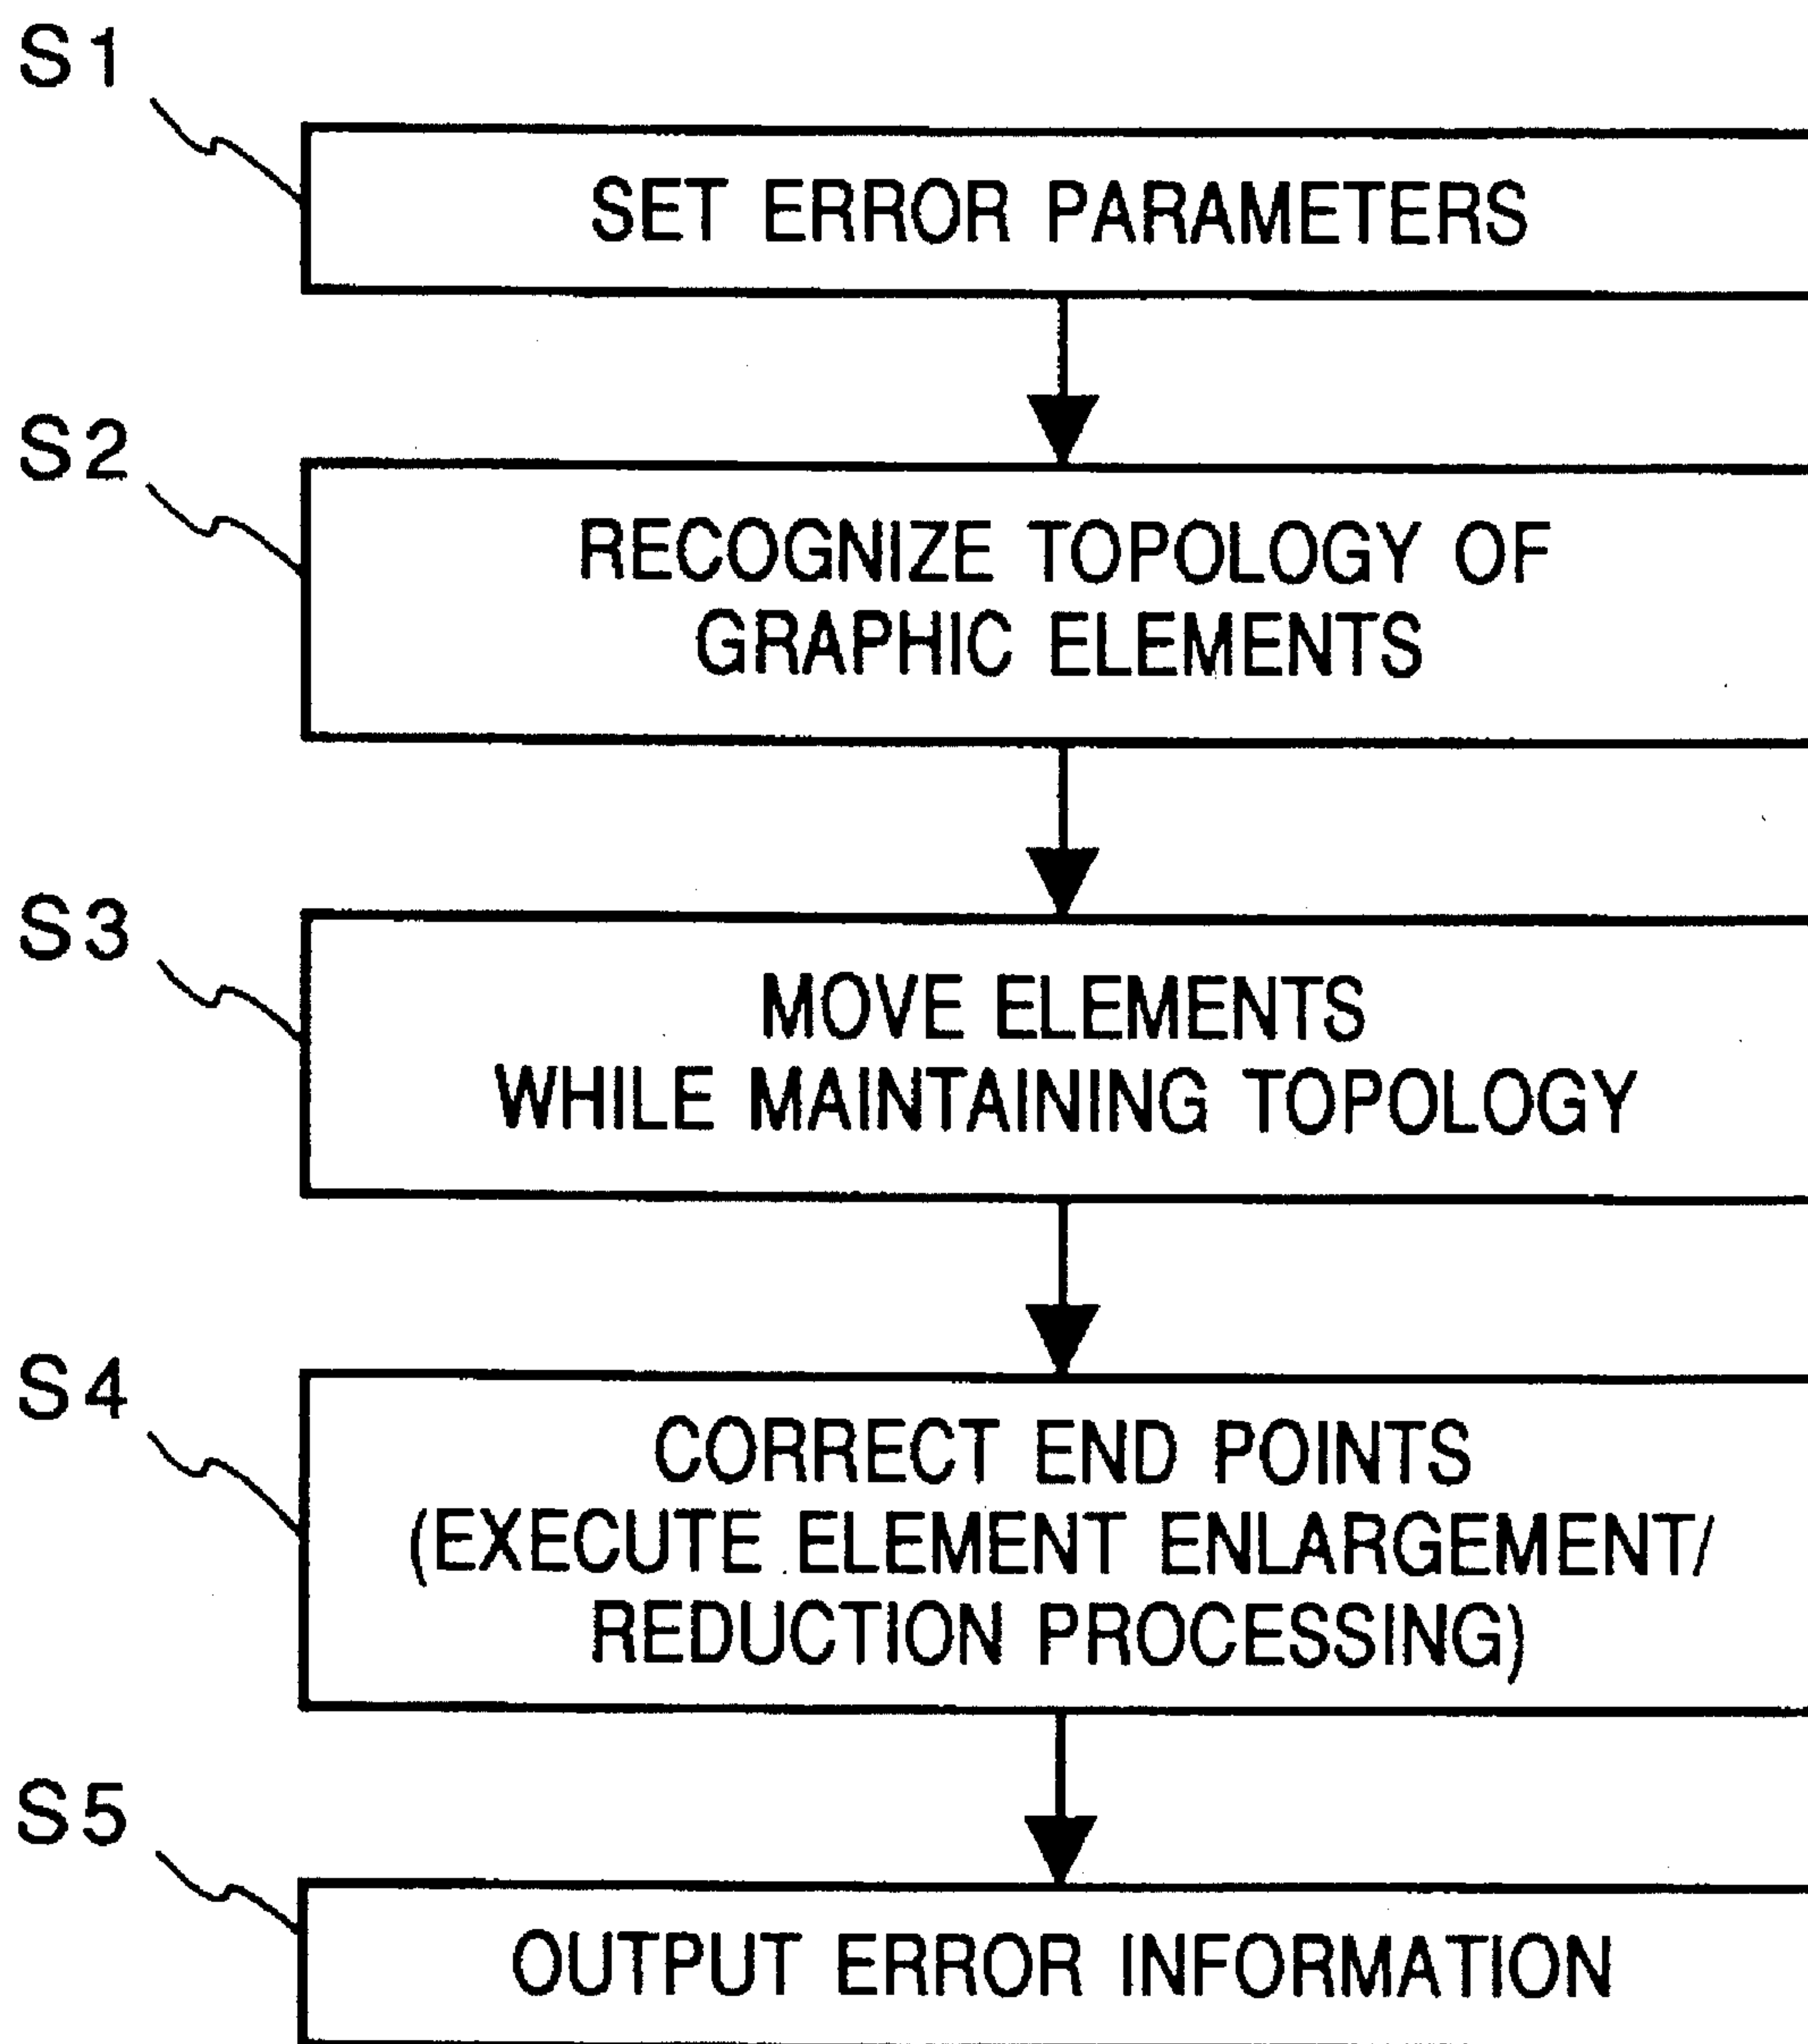 S1
SET ERROR PARAMETERS
S2
RECOGNIZE TOPOLOGY OF
GRAPHIC ELEMENTS
S3
MOVE ELEMENTS
WHILE MAINTAINING TOPOLOGY
S4
CORRECT END POINTS
(EXECUTE ELEMENT ENLARGEMENT/
REDUCTION PROCESSING)
S5
OUTPUT ERROR INFORMATION